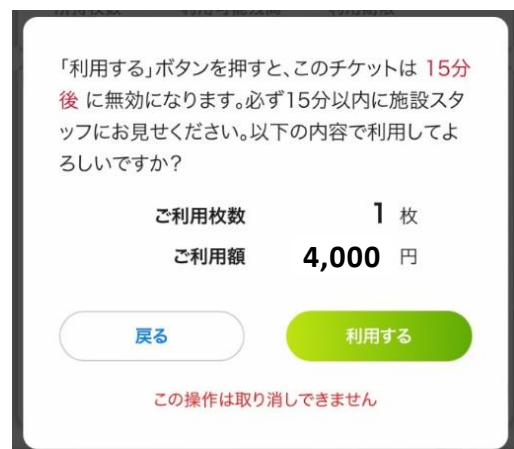 「利用する」ボタンを押すと、このチケットは 15分
後 に無効になります。必ず15分以内に施設スタ
ッフにお見せください。以下の内容で利用してよ
ろしいですか？
ご利用枚数 1 枚
ご利用額 4,000 円
戻る 利用する
この操作は取り消しできません